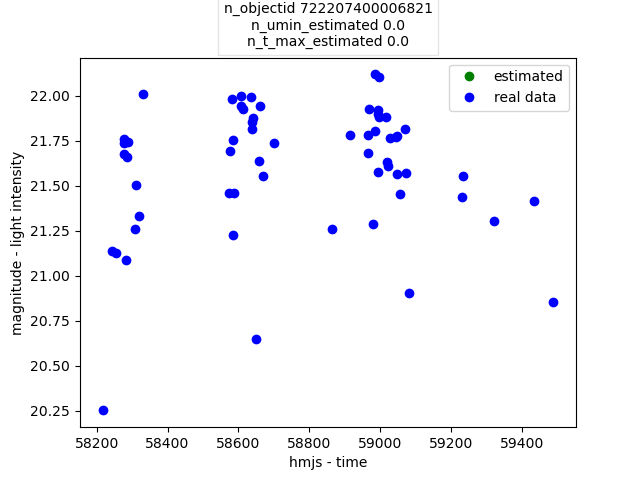 n_objectid 722207400006821
n_umin_estimated 0.0
n_t_max_estimated 0.0
estimated
real data
magnitude - light intensity
22.00
21.75
21.50
21.25
21.00
20.75
20.50
20.25
58200 58400 58600 58800 59000 59200 59400
hmjs - time